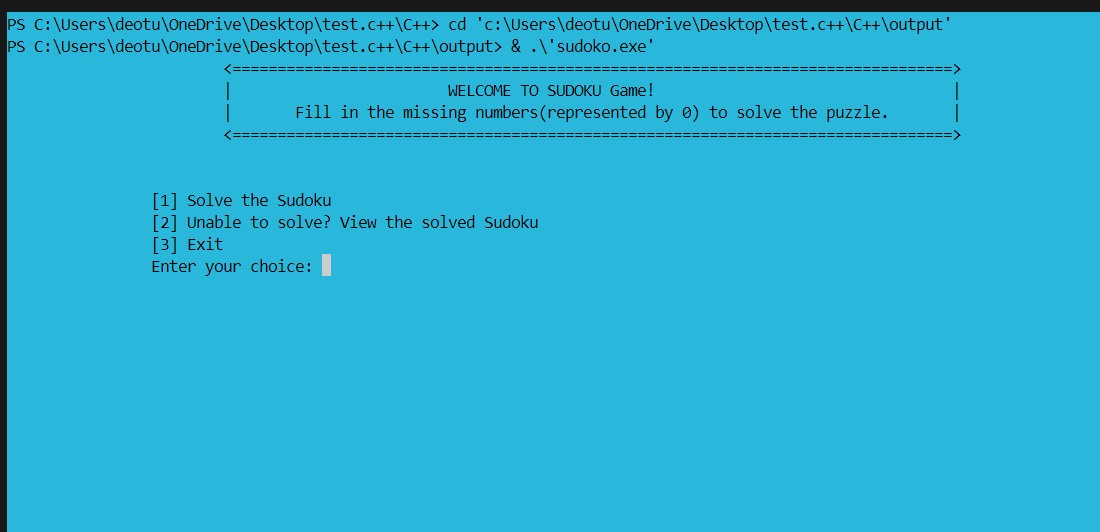 PS C:\Users\deotu\OneDrive\Desktop\test.c++\C++> cd 'c:\Users\deotu\OneDrive\Desktop\test.c++\C++\output'
PS C:\Users\deotu\OneDrive\Desktop\test.c++\C++\output> & .\'sudoko.exe'
<================================================================================>
| WELCOME TO SUDOKU Game! |
| Fill in the missing numbers(represented by 0) to solve the puzzle. |
<================================================================================>
[1] Solve the Sudoku
[2] Unable to solve? View the solved Sudoku
[3] Exit
Enter your choice: